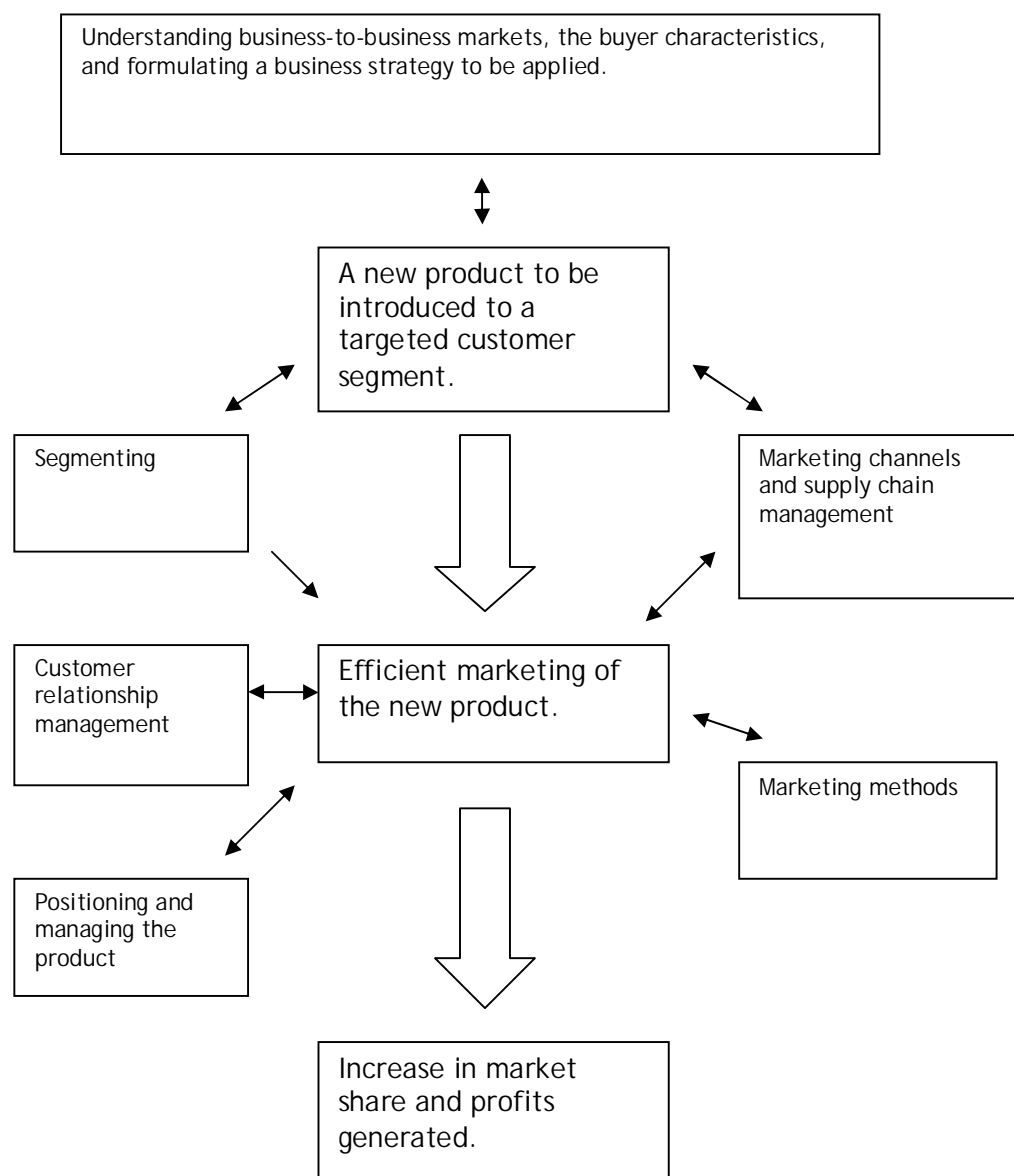 Understanding business-to-business markets, the buyer characteristics,
and formulating a business strategy to be applied.
A new product to be
introduced to a
targeted customer
segment.
Segmenting
Marketing channels
and supply chain
management
Customer
relationship
management
Efficient marketing of
the new product.
Marketing methods
Positioning and
managing the
product
Increase in market
share and profits
generated.